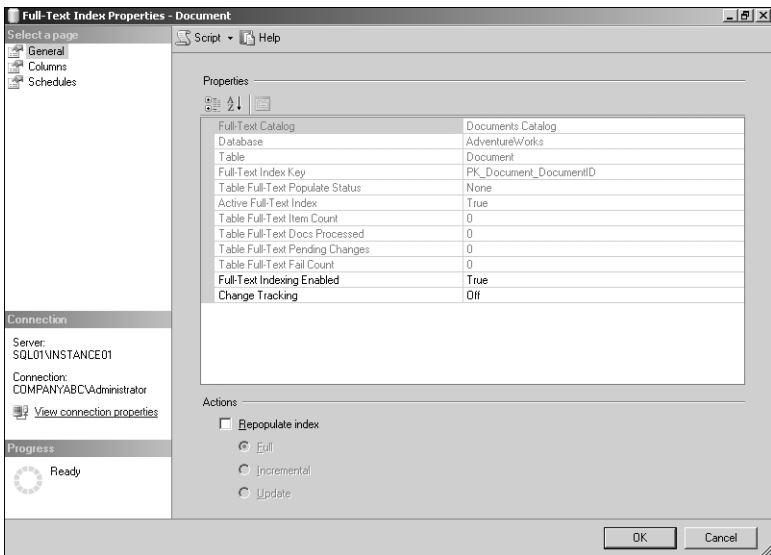 Full-Text Index Properties - Document
Select a page
General
Columns
Schedules
Script Help
Properties
Full-Text Catalog Documents Catalog
Database AdventureWorks
Table Document
Full-Text Index Key PK_Document_DocumentID
Table Full-Text Populate Status None
Active Full-Text Index True
Table Full-Text Item Count 0
Table Full-Text Docs Processed 0
Table Full-Text Pending Changes 0
Table Full-Text Fail Count 0
Full-Text Indexing Enabled True
Change Tracking Off
Connection
Server:
SQL01\INSTANCE01
Connection:
COMPANYABC\Administrator
View connection properties
Progress
Ready
Actions
Repopulate index
Full
Incremental
Update
OK Cancel